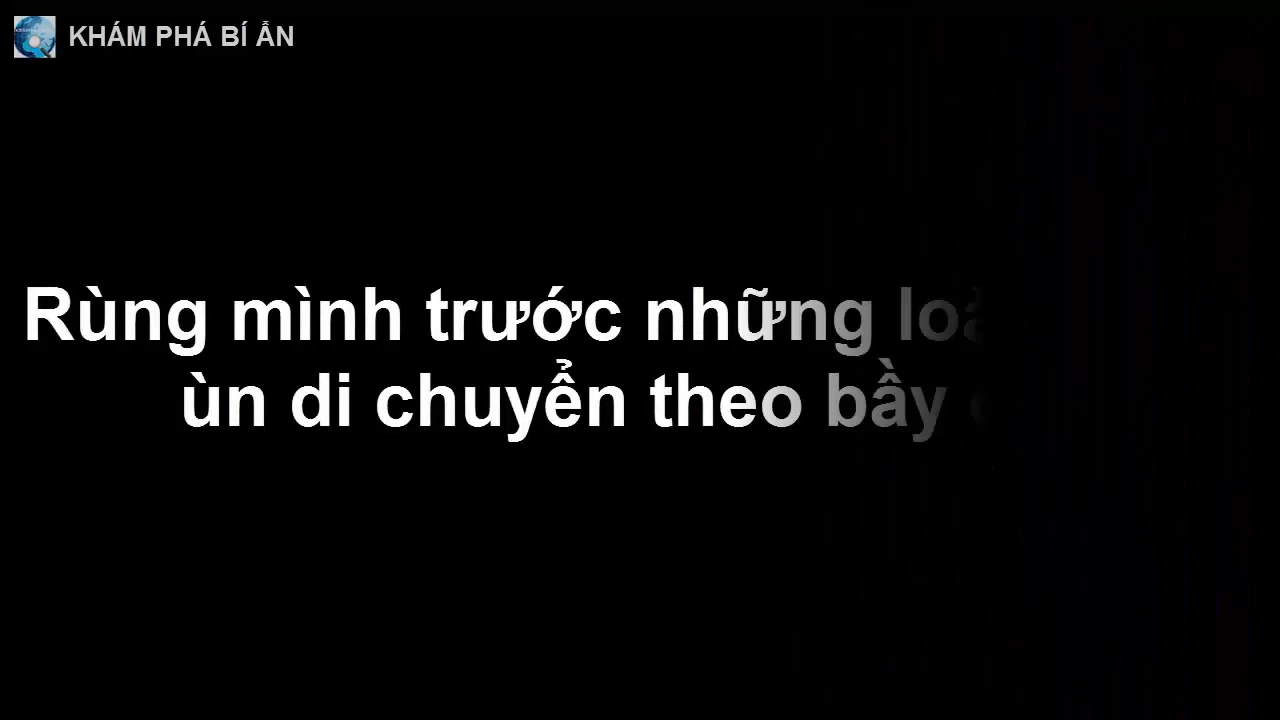 KHÁM PHÁ BÍ ẨN
Rùng mình trước những
ùn di chuyển theo bầy